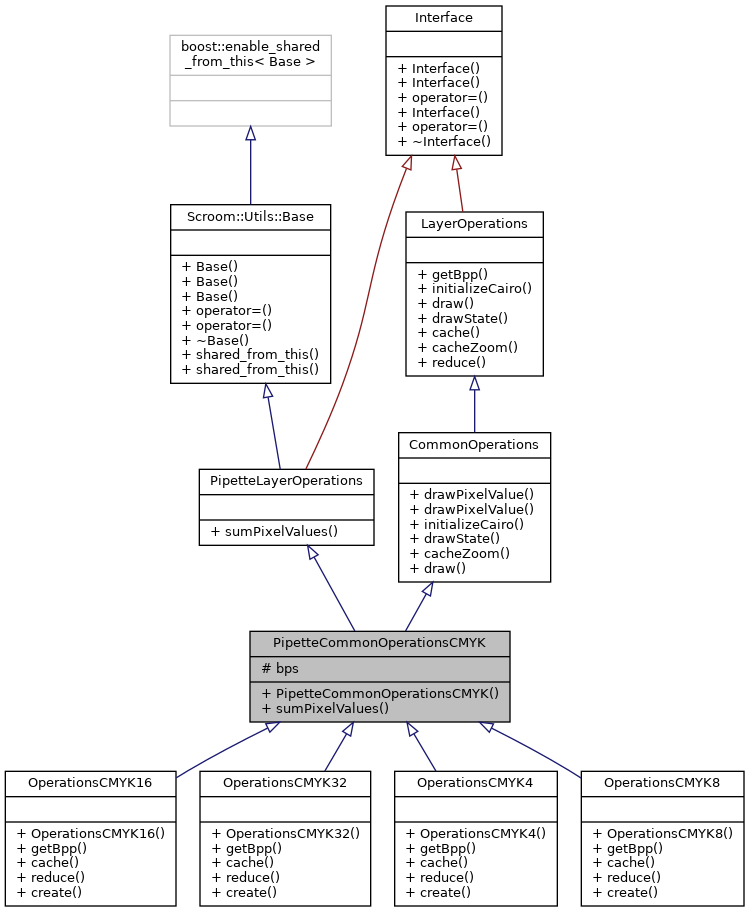 Interface
+ Interface()
+ Interface()
+ operator=()
+ Interface()
+ operator=()
+ ~Interface()
boost::enable_shared
_from_this< Base >
Scroom::Utils::Base
+ Base()
+ Base()
+ Base()
+ operator=()
+ operator=()
+ ~Base()
+ shared_from_this()
+ shared_from_this()
LayerOperations
+ getBpp()
+ initializeCairo()
+ draw()
+ drawState()
+ cache()
+ cacheZoom()
+ reduce()
CommonOperations
+ drawPixelValue()
+ drawPixelValue()
+ initializeCairo()
+ drawState()
+ cacheZoom()
+ draw()
PipetteLayerOperations
+ sumPixelValues()
PipetteCommonOperationsCMYK
# bps
+ PipetteCommonOperationsCMYK()
+ sumPixelValues()
OperationsCMYK16
+ OperationsCMYK16()
+ getBpp()
+ cache()
+ reduce()
+ create()
OperationsCMYK32
+ OperationsCMYK32()
+ getBpp()
+ cache()
+ reduce()
+ create()
OperationsCMYK4
+ OperationsCMYK4()
+ getBpp()
+ cache()
+ reduce()
+ create()
OperationsCMYK8
+ OperationsCMYK8()
+ getBpp()
+ cache()
+ reduce()
+ create()